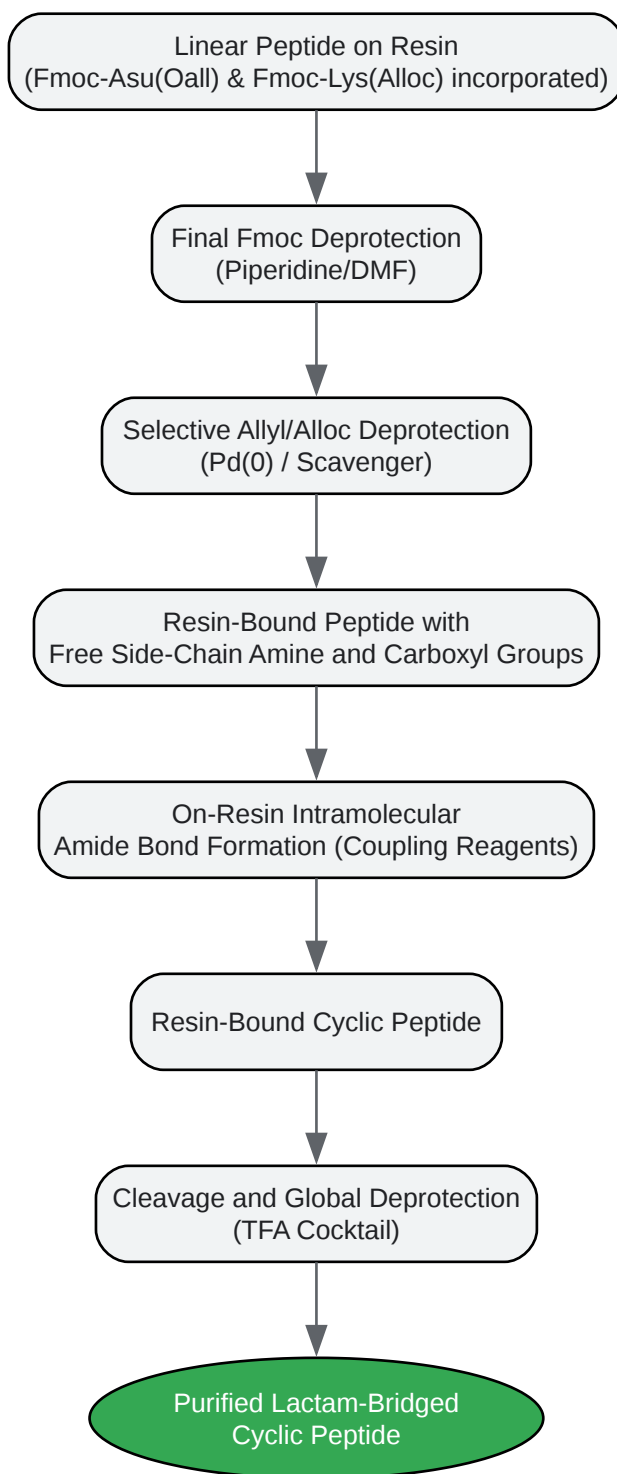 Linear Peptide on Resin
(Fmoc-Asu(Oall) & Fmoc-Lys(Alloc) incorporated)
Final Fmoc Deprotection
(Piperidine/DMF)
Selective Allyl/Alloc Deprotection
(Pd(0) / Scavenger)
Resin-Bound Peptide with
Free Side-Chain Amine and Carboxyl Groups
On-Resin Intramolecular
Amide Bond Formation (Coupling Reagents)
Resin-Bound Cyclic Peptide
Cleavage and Global Deprotection
(TFA Cocktail)
Purified Lactam-Bridged
Cyclic Peptide